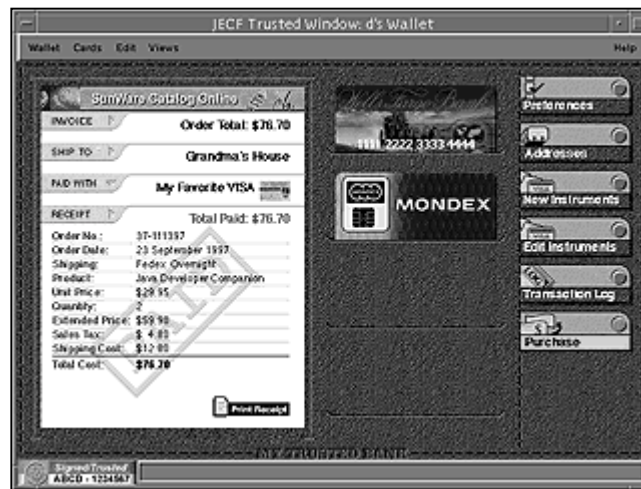 JECF Trusted Window: d's Wallet
Wallet Cards Edit Views Help
SunWare Catalog Online
INVOICE Order Total: $76.70
SHIP TO Grandma's House
PAID WITH My Favorite VISA
RECEIPT Total Paid: $76.70
Order No.: 37-111397
Order Date: 23 September 1997
Shipping: Fedex Overnight
Product: Java Developer Companion
Unit Price: $29.95
Quantity: 2
Extended Price: $59.90
Sales Tax: $ 4.80
Shipping Cost: $12.00
Total Cost: $76.70
PAID
Print Receipt
Wells Fargo Bank
1111 2222 3333 4444
MONDEX
Preferences
Addresses
New Instruments
Edit Instruments
Transaction Log
Purchase
MY TRUSTED BANK
Signed Trusted
ABCD - 1234567